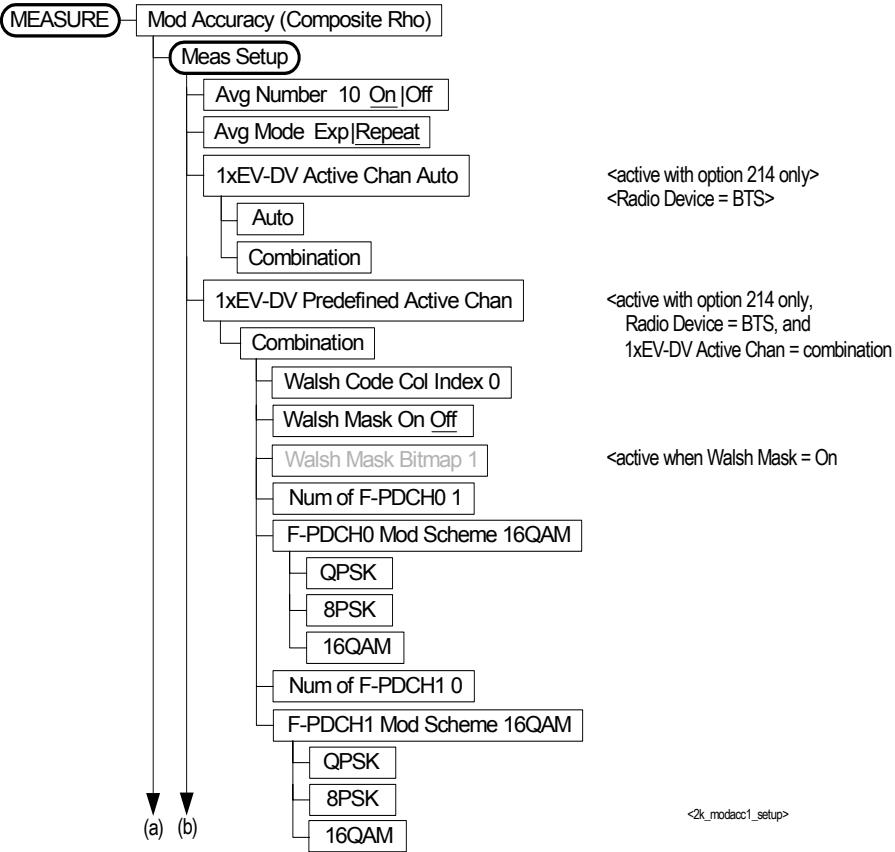 MEASURE
Mod Accuracy (Composite Rho)
Meas Setup
Avg Number 10 On|Off
Avg Mode Exp|Repeat
1xEV-DV Active Chan Auto
<active with option 214 only>
<Radio Device = BTS>
Auto
Combination
1xEV-DV Predefined Active Chan
<active with option 214 only,
Radio Device = BTS, and
1xEV-DV Active Chan = combination
Combination
Walsh Code Col Index 0
Walsh Mask On Off
Walsh Mask Bitmap 1
<active when Walsh Mask = On
Num of F-PDCH0 1
F-PDCH0 Mod Scheme 16QAM
QPSK
8PSK
16QAM
Num of F-PDCH1 0
F-PDCH1 Mod Scheme 16QAM
QPSK
8PSK
16QAM
(a) (b)
<2k_modacc1_setup>